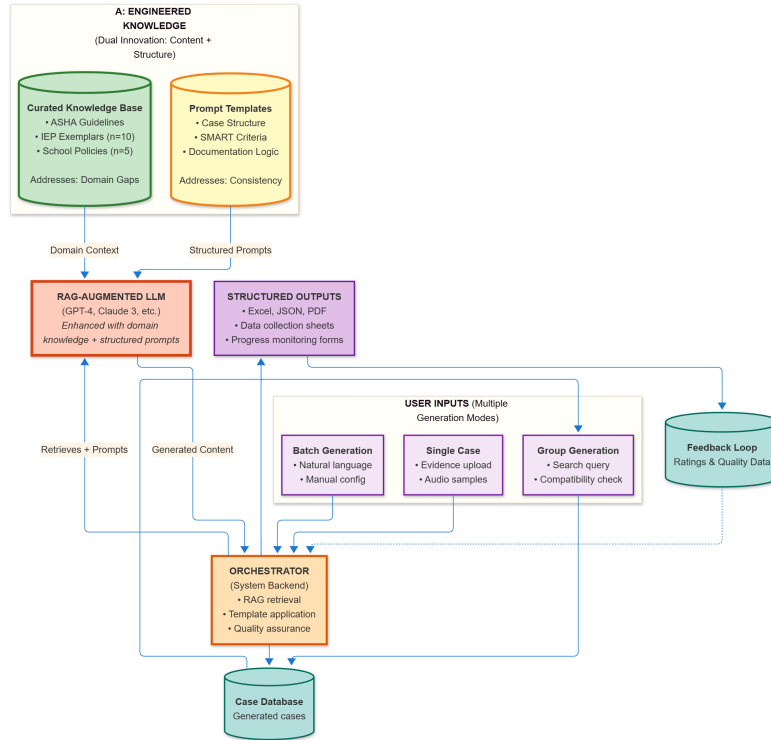 A: ENGINEERED
KNOWLEDGE
(Dual Innovation: Content +
Structure)
Curated Knowledge Base
• ASHA Guidelines
• IEP Exemplars (n=10)
• School Policies (n=5)
Addresses: Domain Gaps
Prompt Templates
• Case Structure
• SMART Criteria
• Documentation Logic
Addresses: Consistency
Domain Context
Structured Prompts
RAG-AUGMENTED LLM
(GPT-4, Claude 3, etc.)
Enhanced with domain
knowledge + structured prompts
STRUCTURED OUTPUTS
• Excel, JSON, PDF
• Data collection sheets
• Progress monitoring forms
USER INPUTS (Multiple
Generation Modes)
Batch Generation
• Natural language
• Manual config
Single Case
• Evidence upload
• Audio samples
Group Generation
• Search query
• Compatibility check
Feedback Loop
Ratings & Quality Data
Retrieves + Prompts
Generated Content
ORCHESTRATOR
(System Backend)
• RAG retrieval
• Template application
• Quality assurance
Case Database
Generated cases